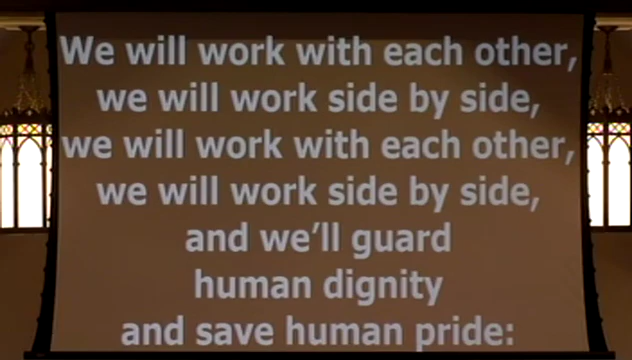 We will work with each other,
we will work side by side,
we will work with each other,
we will work side by side,
and we'll guard
human dignity
and save human pride: